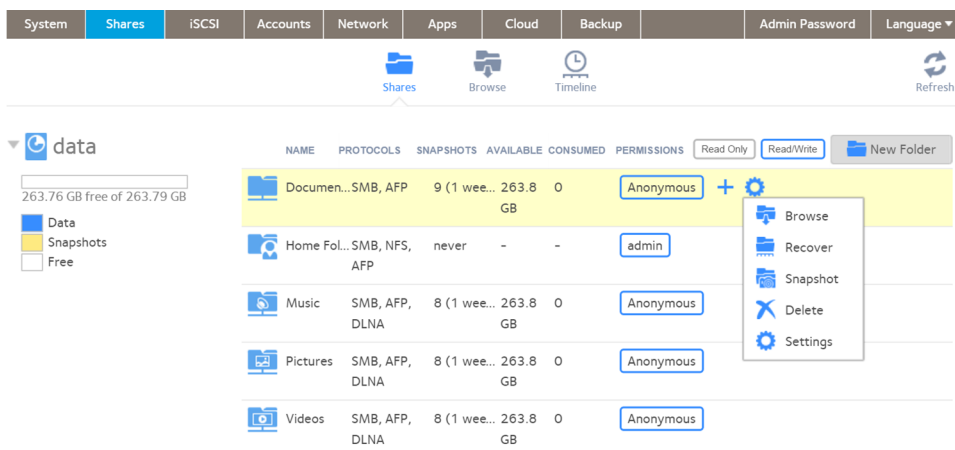 System Shares iSCSI Accounts Network Apps Cloud Backup Admin Password Language
Shares Browse Timeline Refresh
data
NAME PROTOCOLS SNAPSHOTS AVAILABLE CONSUMED PERMISSIONS Read Only Read/Write New Folder
263.76 GB free of 263.79 GB
Data
Snapshots
Free
Documen... SMB, AFP 9 (1 wee... 263.8 0 Anonymous
GB
Home Fol... SMB, NFS, never - - admin
AFP
Music SMB, AFP, 8 (1 wee... 263.8 0 Anonymous
DLNA GB
Pictures SMB, AFP, 8 (1 wee... 263.8 0 Anonymous
DLNA GB
Videos SMB, AFP, 8 (1 wee... 263.8 0 Anonymous
DLNA GB
Browse
Recover
Snapshot
Delete
Settings